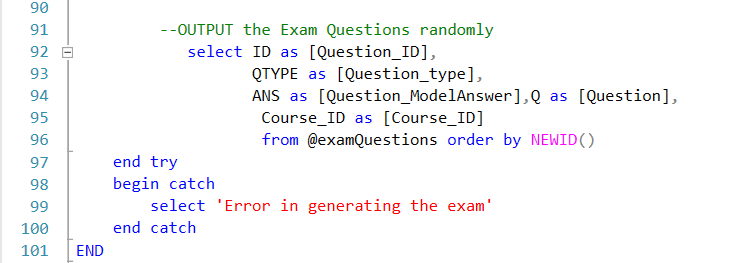 90
91 --OUTPUT the Exam Questions randomly
92 select ID as [Question_ID],
93 QTYPE as [Question_type],
94 ANS as [Question_ModelAnswer],Q as [Question],
95 Course_ID as [Course_ID]
96 from @examQuestions order by NEWID()
97 end try
98 begin catch
99 select 'Error in generating the exam'
100 end catch
101 END